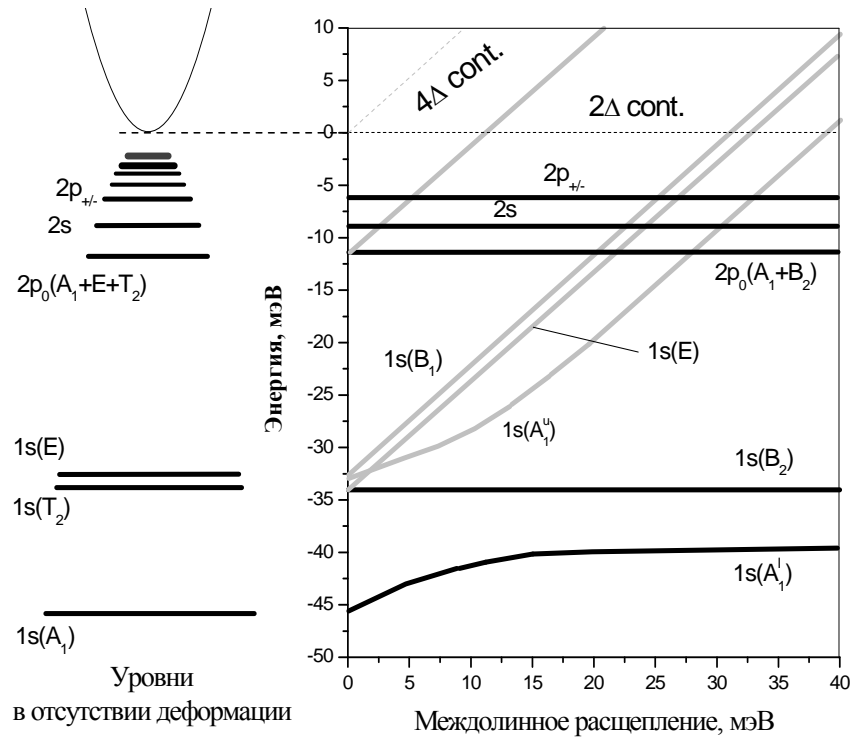 2p+/-
2s
2p0(A1+E+T2)
1s(E)
1s(T2)
1s(A1)
Уровни
в отсутствии деформации
Энергия, мэВ
10
5
0
-5
-10
-15
-20
-25
-30
-35
-40
-45
-50
4Δ cont.
2Δ cont.
2p+/-
2s
2p0(A1+B2)
1s(B1)
1s(E)
1s(A1u)
1s(B2)
1s(A1l)
0 5 10 15 20 25 30 35 40
Междолинное расщепление, мэВ